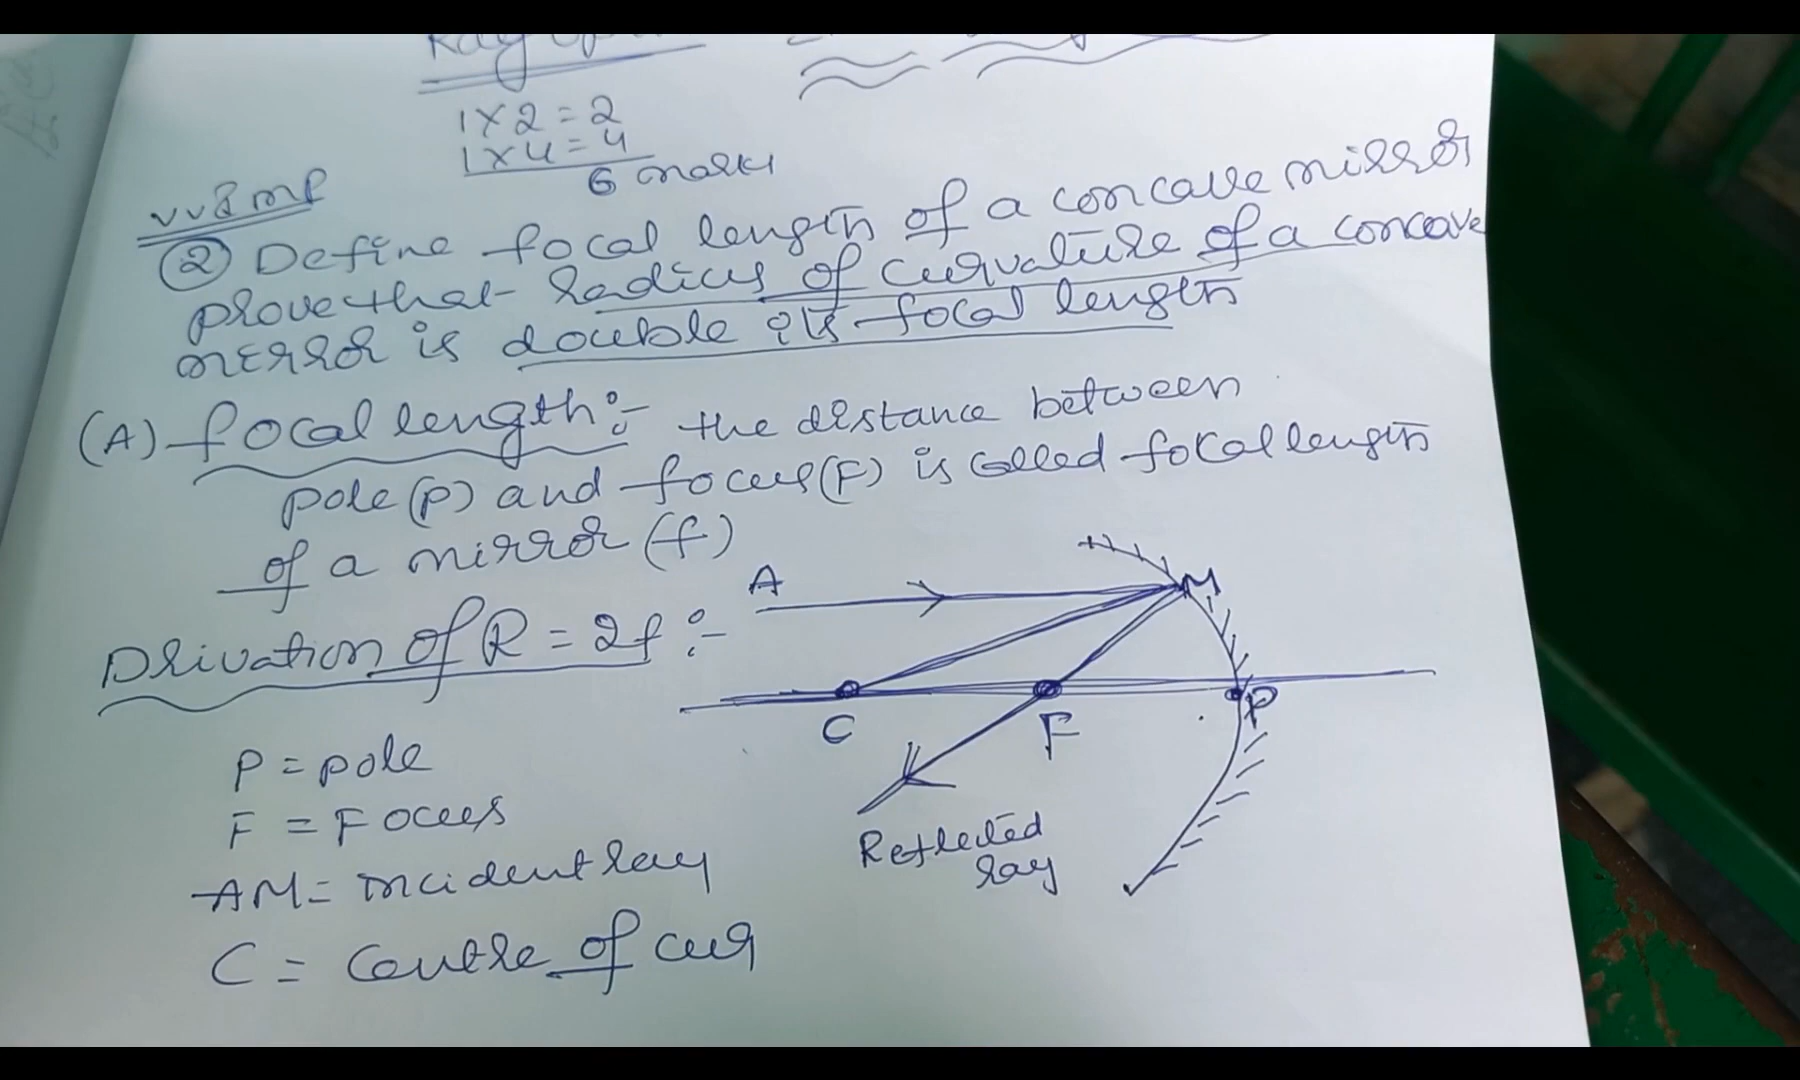 1×2=2
1×4=4
6 marks
vvImp
(2) Define focal length of a concave mirror
prove that radius of curvature of a concave
mirror is double its focal length
(A) focal length:- the distance between
pole (P) and focus (F) is called focal length
of a mirror (f)
Drivation of R = 2f :-
A
M
C
F
P
Reflected
ray
P = pole
F = Focus
AM = incident ray
C = Centre of cur